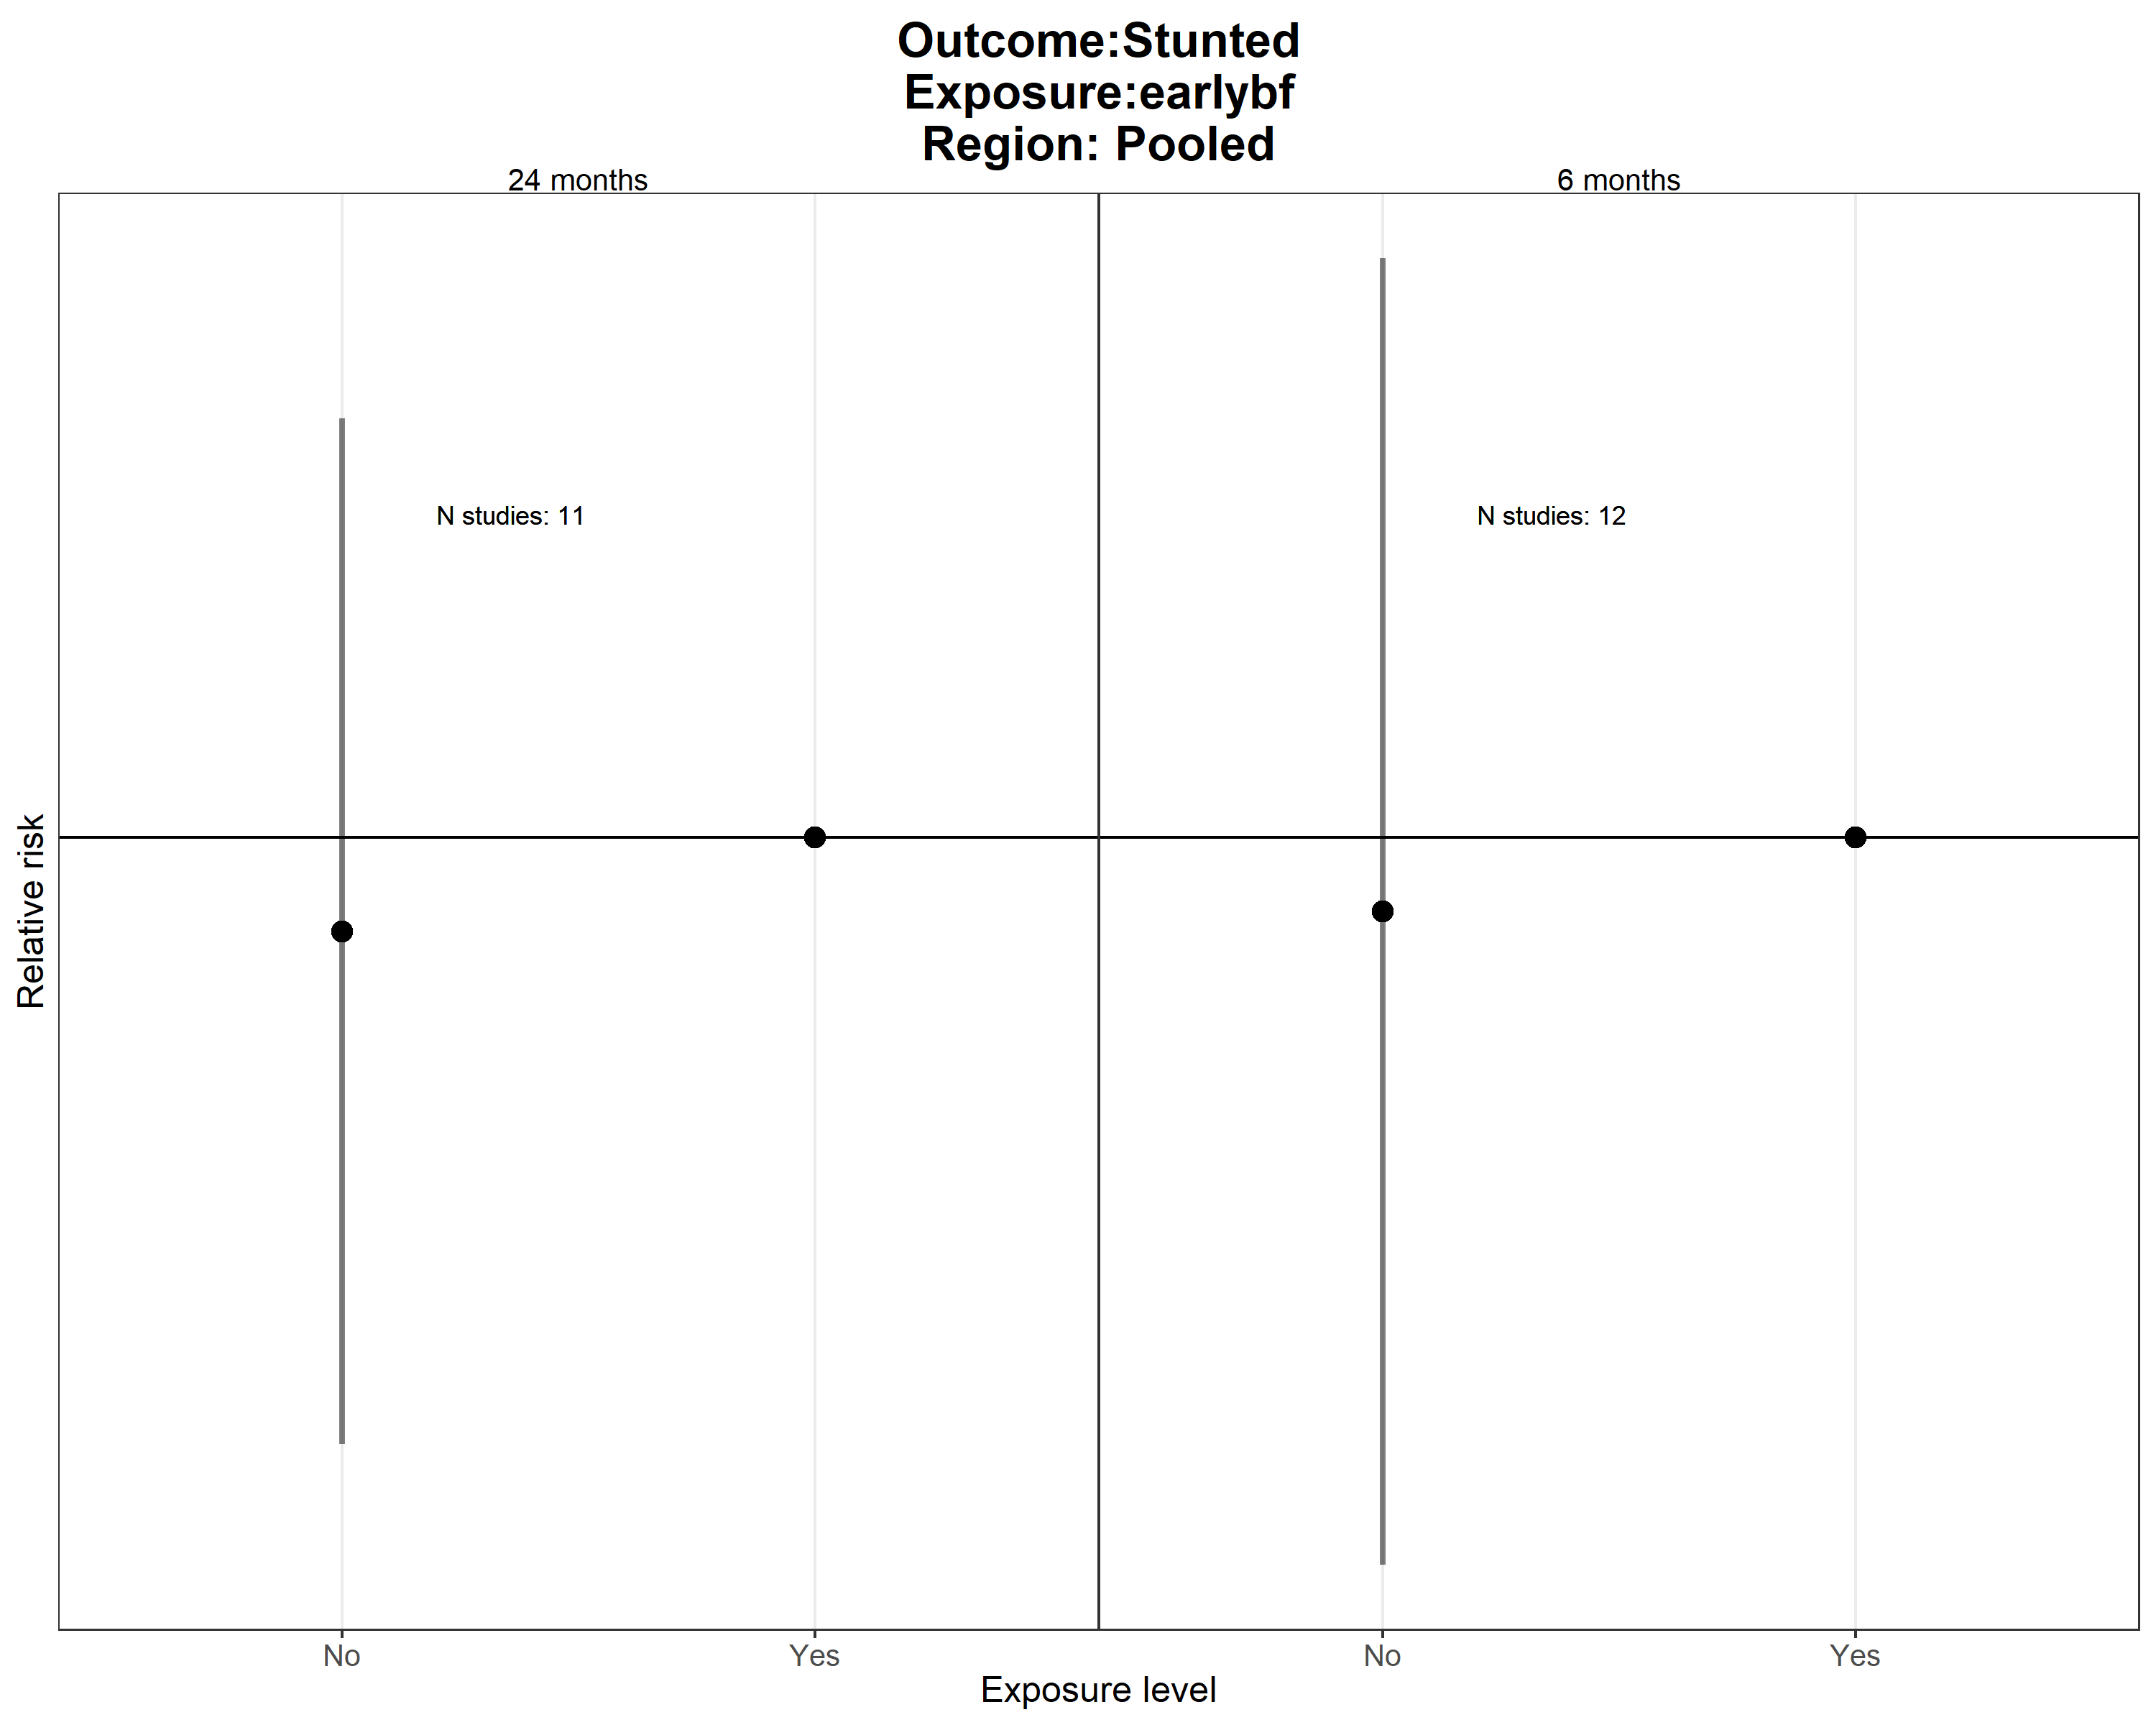 Outcome:Stunted
Exposure:earlybf
Region: Pooled
24 months
6 months
N studies: 11
N studies: 12
Relative risk
No
Yes
No
Yes
Exposure level